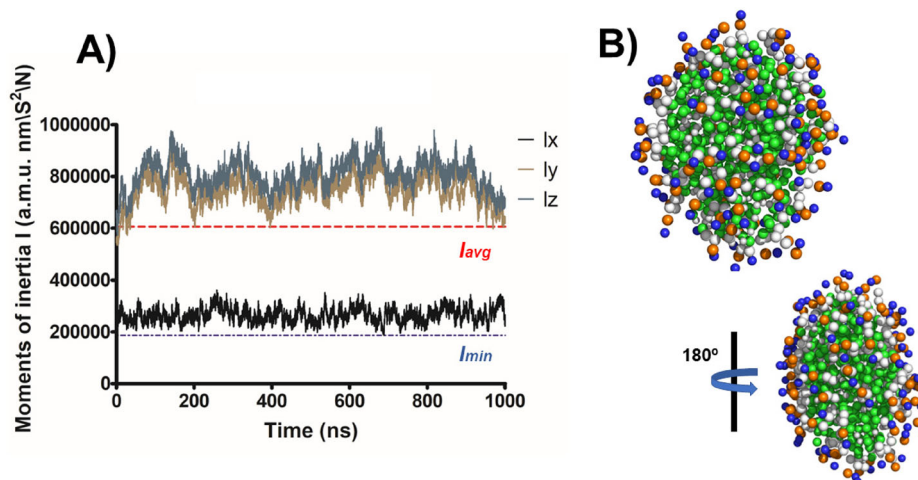 A)
Moments of inertia I (a.m.u. nm\S²\N)
1000000
800000
600000
400000
200000
0
0
200
400
600
800
1000
Time (ns)
Ix
Iy
Iz
Iavg
Imin
B)
180º